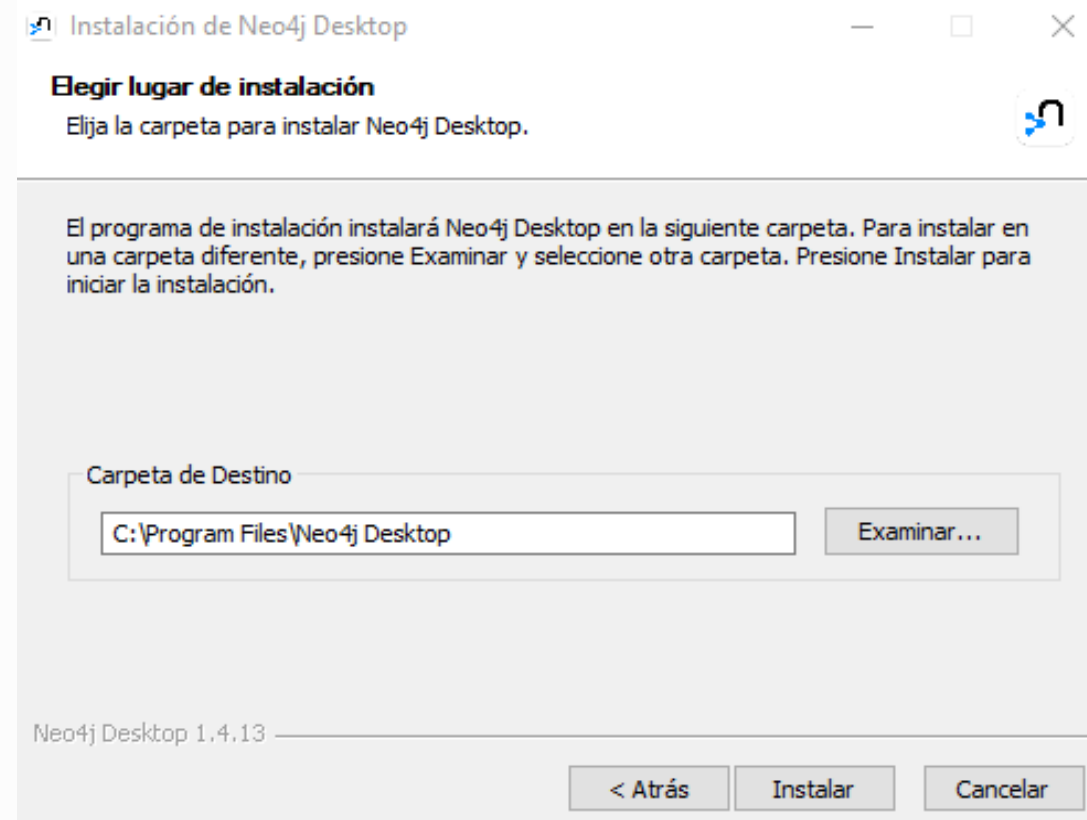 Instalación de Neo4j Desktop
Elegir lugar de instalación
Elija la carpeta para instalar Neo4j Desktop.
El programa de instalación instalará Neo4j Desktop en la siguiente carpeta. Para instalar en
una carpeta diferente, presione Examinar y seleccione otra carpeta. Presione Instalar para
iniciar la instalación.
Carpeta de Destino
C:\Program Files\Neo4j Desktop
Examinar...
Neo4j Desktop 1.4.13
< Atrás
Instalar
Cancelar